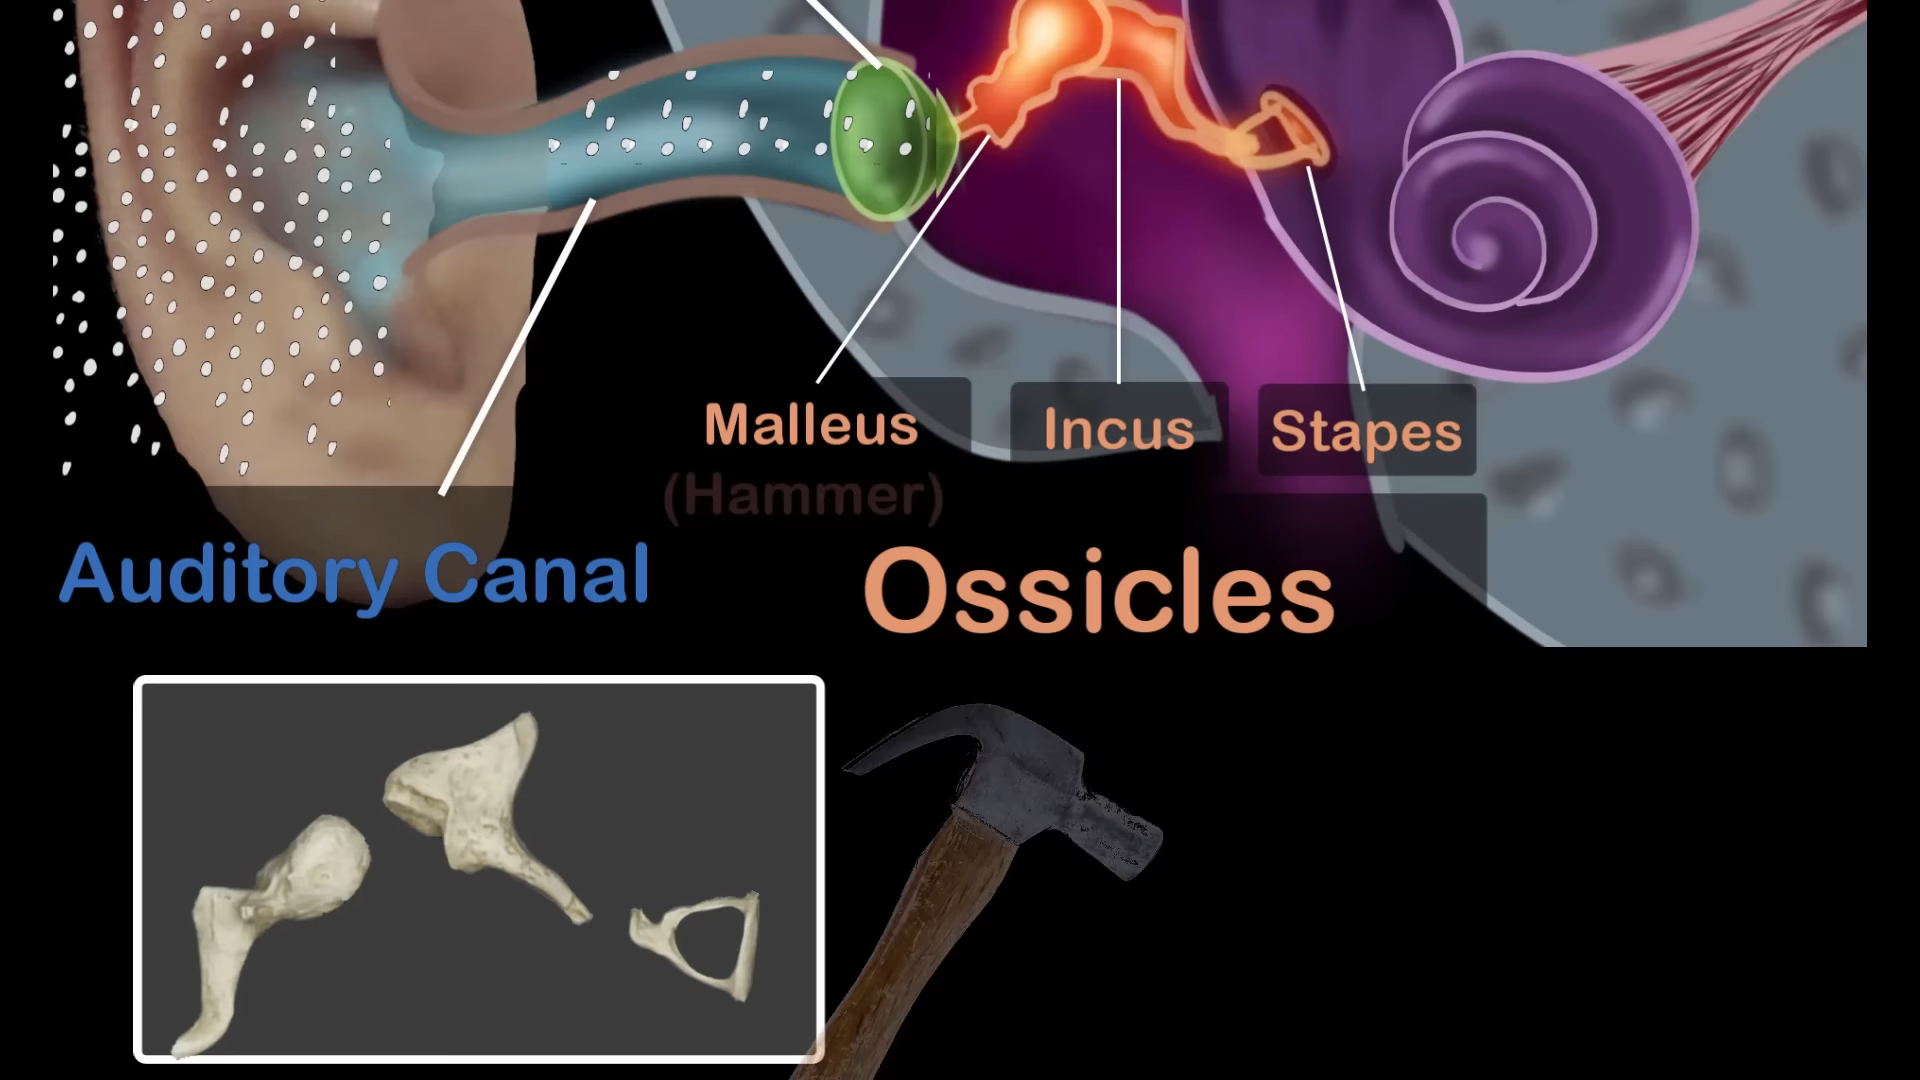 Malleus
Incus
Stapes
(Hammer)
Auditory Canal
Ossicles